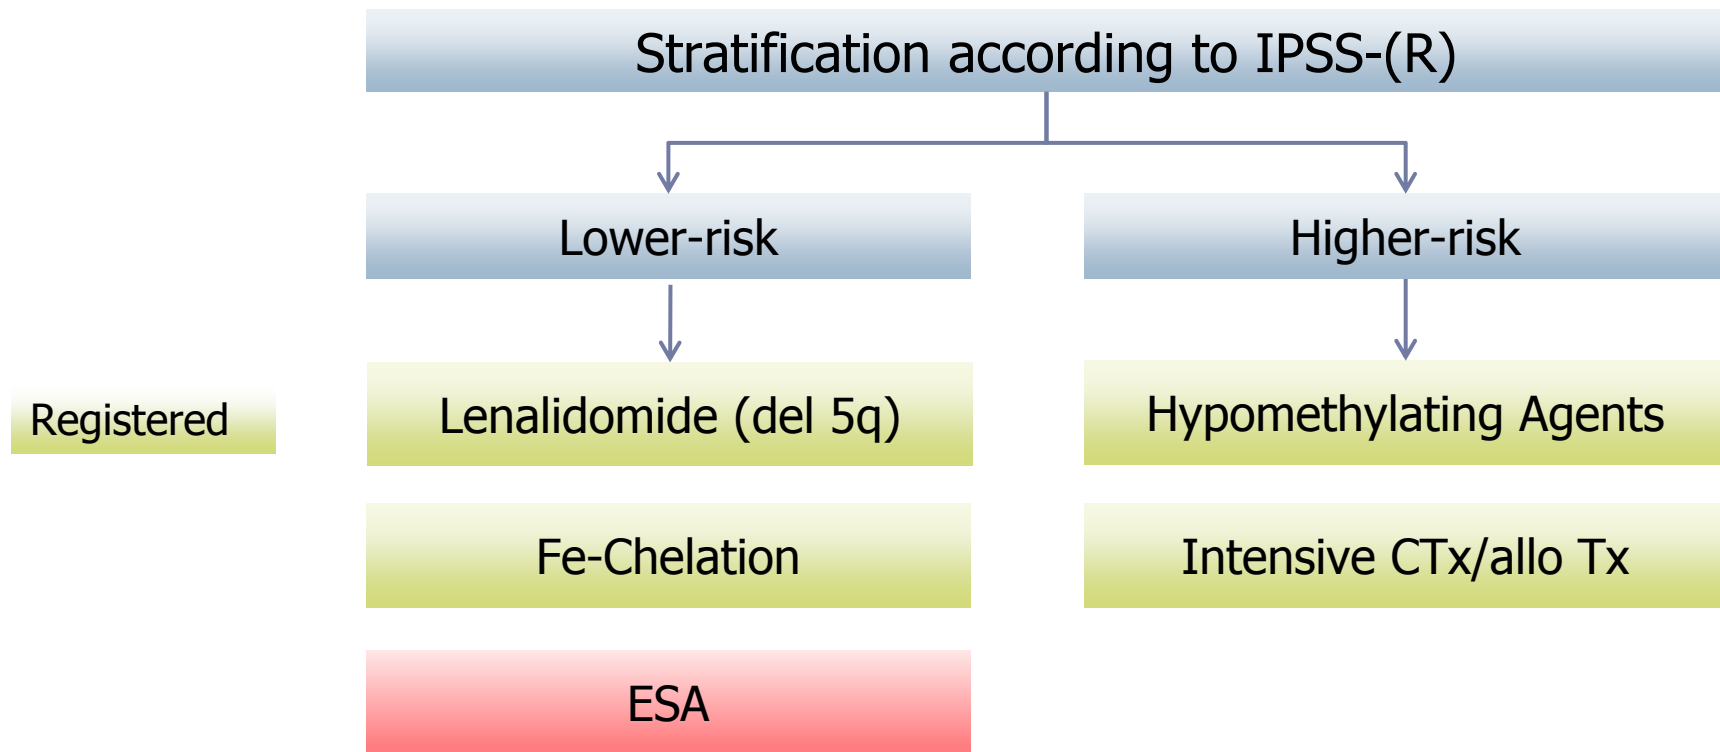 Stratification according to IPSS-(R)
Lower-risk
Higher-risk
Registered
Lenalidomide (del 5q)
Hypomethylating Agents
Fe-Chelation
Intensive CTx/allo Tx
ESA